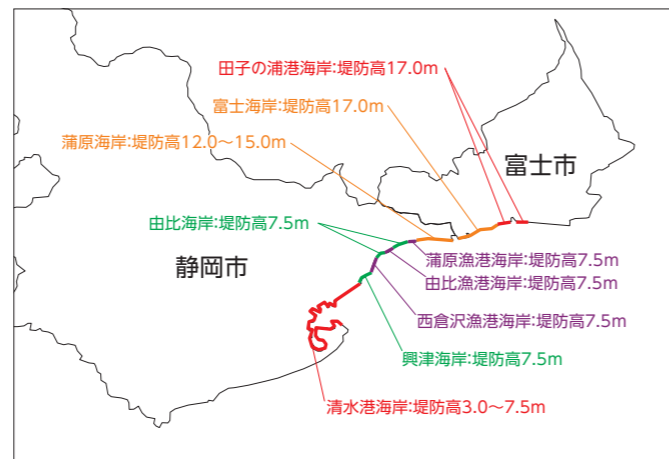 田子の浦港海岸:堤防高17.0m
富士海岸:堤防高17.0m
蒲原海岸:堤防高12.0～15.0m
富士市
由比海岸:堤防高7.5m
静岡市
蒲原漁港海岸:堤防高7.5m
由比漁港海岸:堤防高7.5m
西倉沢漁港海岸:堤防高7.5m
興津海岸:堤防高7.5m
清水港海岸:堤防高3.0～7.5m